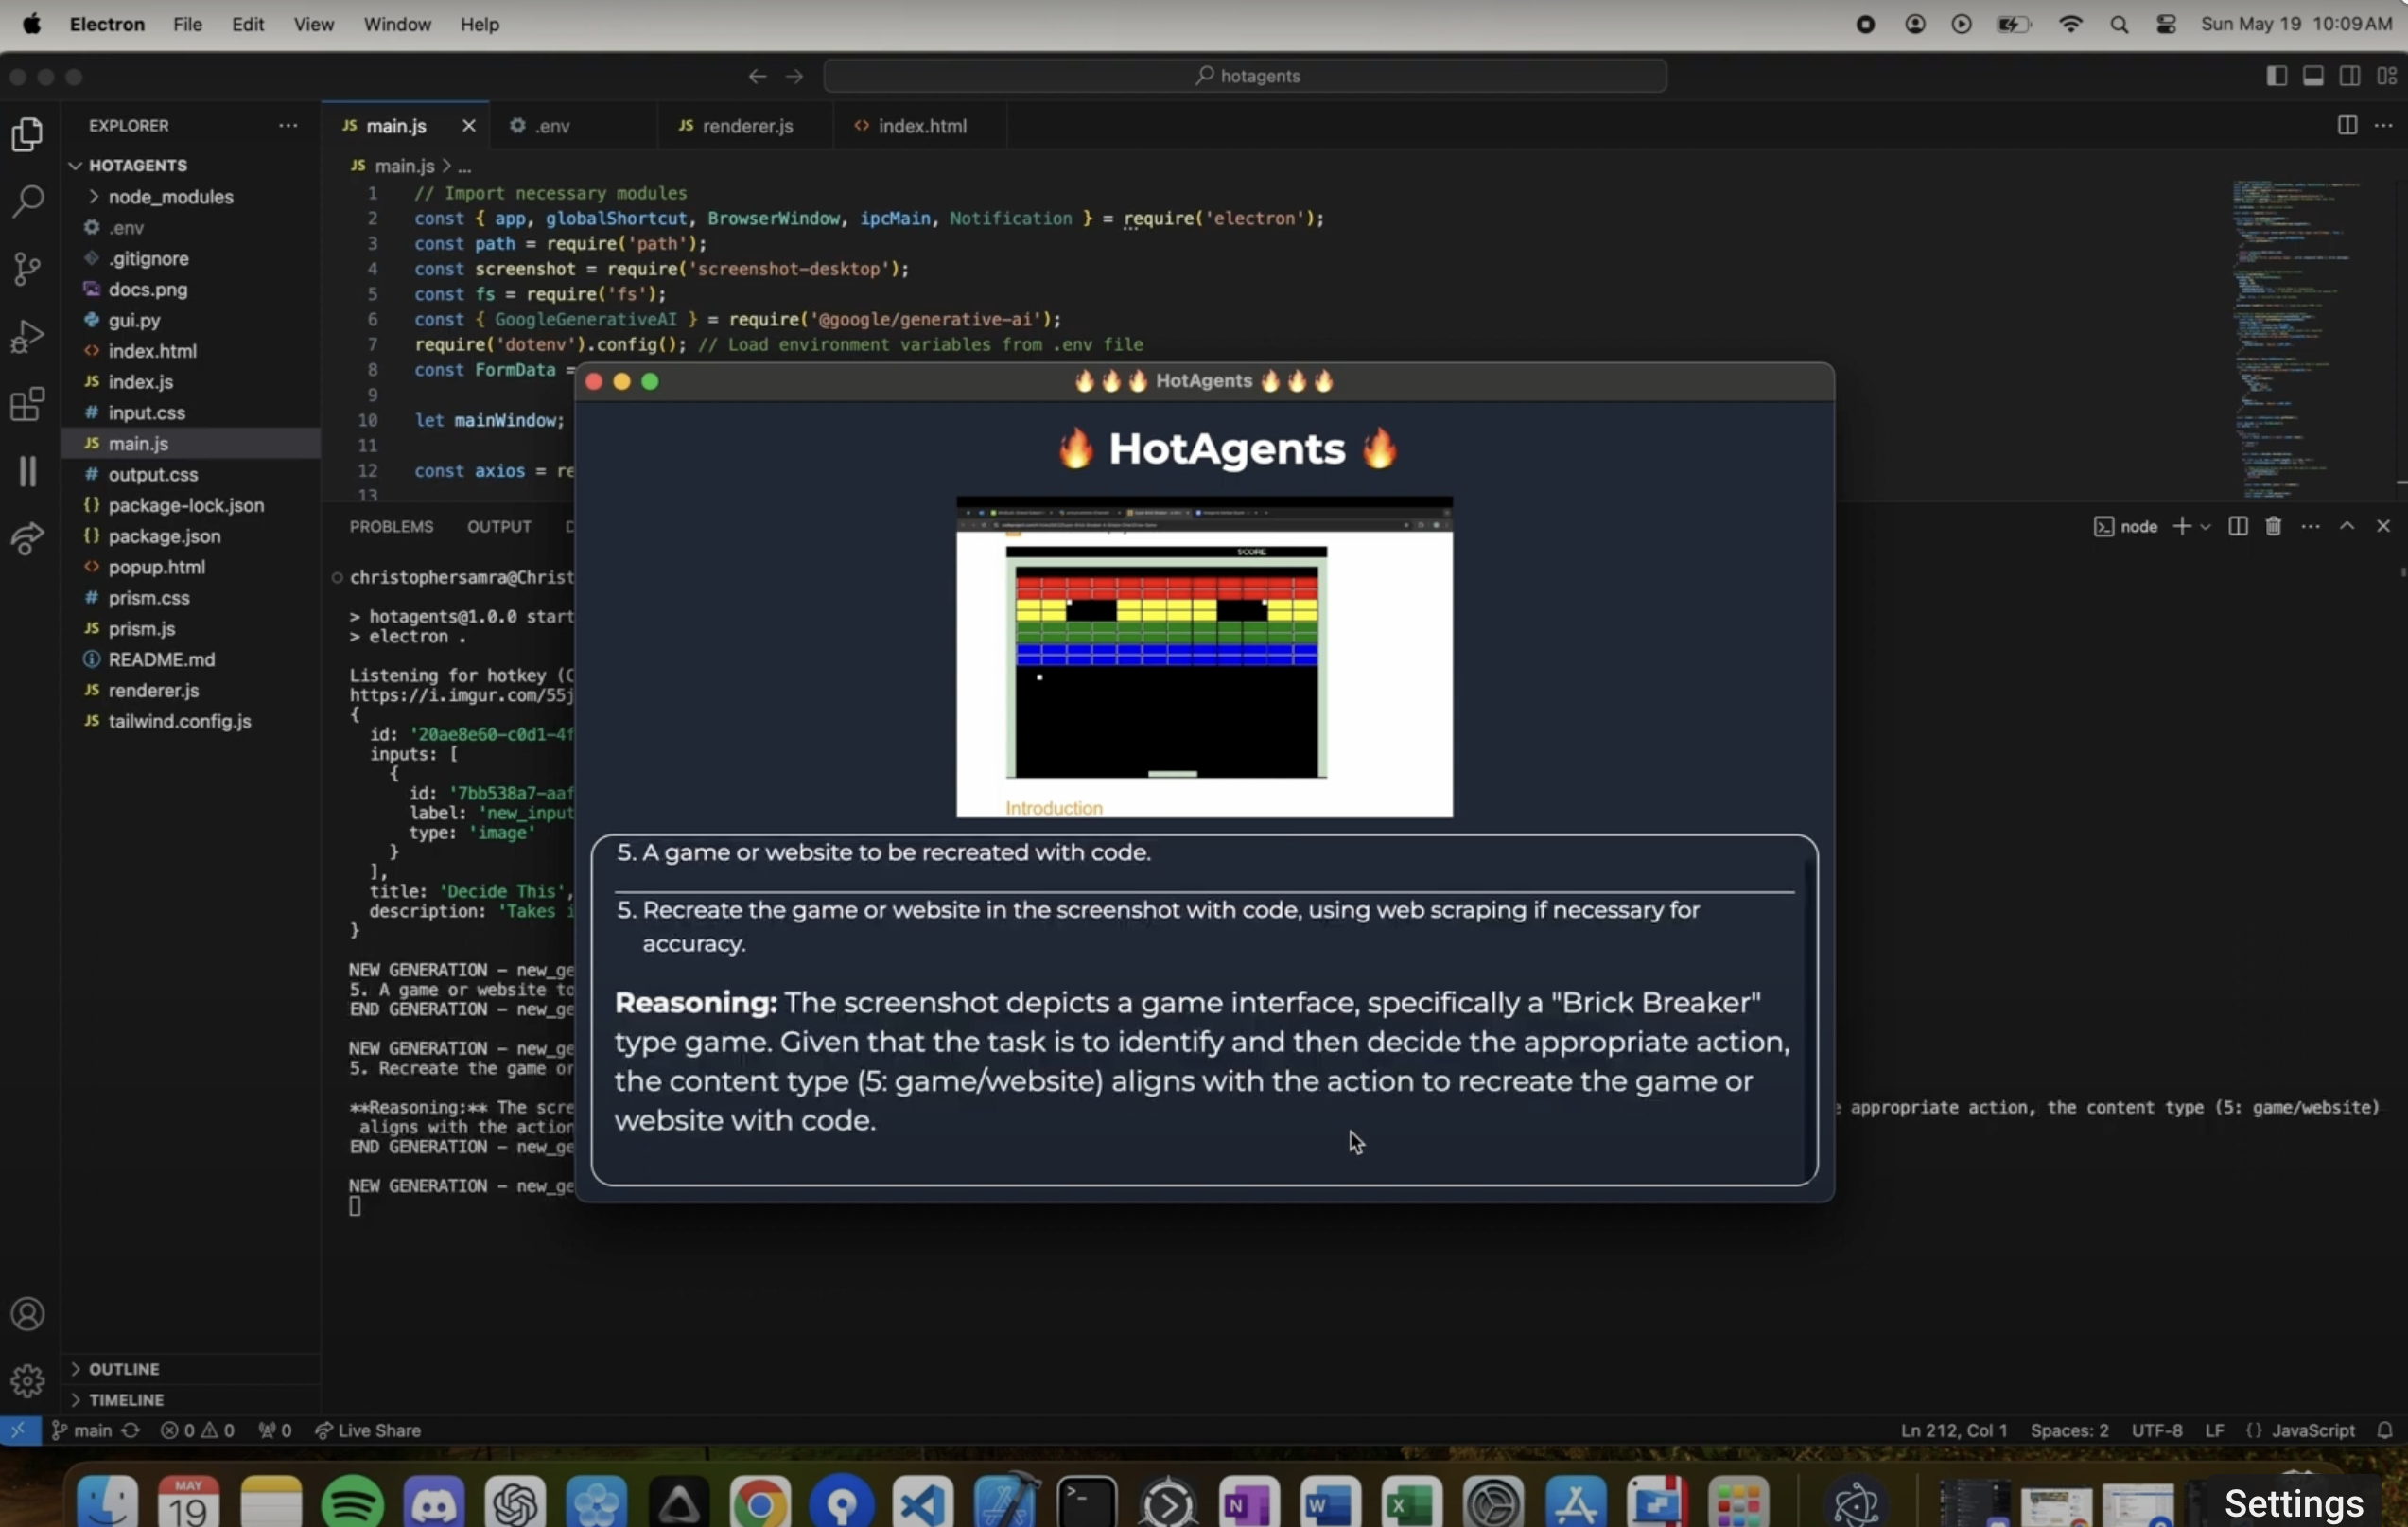 Electron File Edit View Window Help
Sun May 19 10:09 AM
hotagents
EXPLORER
HOTAGENTS
node_modules
.env
.gitignore
docs.png
gui.py
index.html
index.js
input.css
main.js
output.css
package-lock.json
package.json
popup.html
prism.css
prism.js
README.md
renderer.js
tailwind.config.js
OUTLINE
TIMELINE
JS main.js .env JS renderer.js <> index.html
JS main.js > ...
1 // Import necessary modules
2 const { app, globalShortcut, BrowserWindow, ipcMain, Notification } = require('electron');
3 const path = require('path');
4 const screenshot = require('screenshot-desktop');
5 const fs = require('fs');
6 const { GoogleGenerativeAI } = require('@google/generative-ai');
7 require('dotenv').config(); // Load environment variables from .env file
8 const FormData =
9
10 let mainWindow;
11
12 const axios = re
13
PROBLEMS OUTPUT D
node
christophersamra@Christ
> hotagents@1.0.0 start
> electron .
Listening for hotkey (C
https://i.imgur.com/55j
{
id: '20ae8e60-c0d1-4f
inputs: [
{
id: '7bb538a7-aaf
label: 'new_input
type: 'image'
}
],
title: 'Decide This',
description: 'Takes i
}
NEW GENERATION - new_ge
5. A game or website to
END GENERATION - new_ge
NEW GENERATION - new_ge
5. Recreate the game or
**Reasoning:** The scre
e appropriate action, the content type (5: game/website)
aligns with the action
END GENERATION - new_ge
NEW GENERATION - new_ge
🔥🔥🔥 HotAgents 🔥🔥🔥
🔥 HotAgents 🔥
SCORE
Introduction
5. A game or website to be recreated with code.
5. Recreate the game or website in the screenshot with code, using web scraping if necessary for
accuracy.
Reasoning: The screenshot depicts a game interface, specifically a "Brick Breaker"
type game. Given that the task is to identify and then decide the appropriate action,
the content type (5: game/website) aligns with the action to recreate the game or
website with code.
main 0 0 0 Live Share
Ln 212, Col 1 Spaces: 2 UTF-8 LF {} JavaScript
MAY
19
N
W
X
Settings